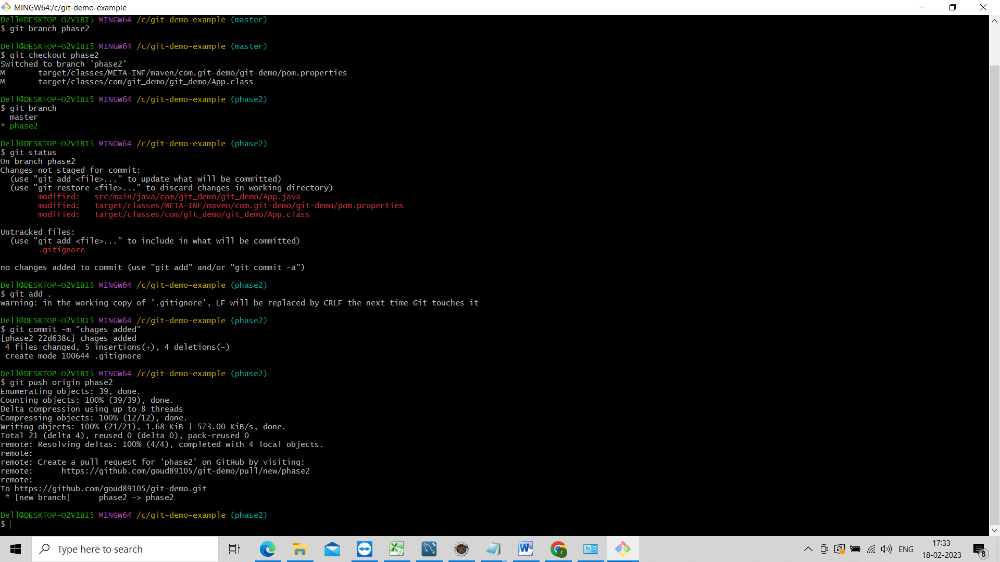 MINGW64:/c/git-demo-example
Dell@DESKTOP-O2V1BI5 MINGW64 /c/git-demo-example (master)
$ git branch phase2
Dell@DESKTOP-O2V1BI5 MINGW64 /c/git-demo-example (master)
$ git checkout phase2
Switched to branch 'phase2'
M       target/classes/META-INF/maven/com.git-demo/git-demo/pom.properties
M       target/classes/com/git_demo/git_demo/App.class
Dell@DESKTOP-O2V1BI5 MINGW64 /c/git-demo-example (phase2)
$ git branch
  master
* phase2
Dell@DESKTOP-O2V1BI5 MINGW64 /c/git-demo-example (phase2)
$ git status
On branch phase2
Changes not staged for commit:
  (use "git add <file>..." to update what will be committed)
  (use "git restore <file>..." to discard changes in working directory)
        modified:   src/main/java/com/git_demo/git_demo/App.java
        modified:   target/classes/META-INF/maven/com.git-demo/git-demo/pom.properties
        modified:   target/classes/com/git_demo/git_demo/App.class
Untracked files:
  (use "git add <file>..." to include in what will be committed)
        .gitignore
no changes added to commit (use "git add" and/or "git commit -a")
Dell@DESKTOP-O2V1BI5 MINGW64 /c/git-demo-example (phase2)
$ git add .
warning: in the working copy of '.gitignore', LF will be replaced by CRLF the next time Git touches it
Dell@DESKTOP-O2V1BI5 MINGW64 /c/git-demo-example (phase2)
$ git commit -m "chages added"
[phase2 22d638c] chages added
 4 files changed, 5 insertions(+), 4 deletions(-)
 create mode 100644 .gitignore
Dell@DESKTOP-O2V1BI5 MINGW64 /c/git-demo-example (phase2)
$ git push origin phase2
Enumerating objects: 39, done.
Counting objects: 100% (39/39), done.
Delta compression using up to 8 threads
Compressing objects: 100% (12/12), done.
Writing objects: 100% (21/21), 1.68 KiB | 573.00 KiB/s, done.
Total 21 (delta 4), reused 0 (delta 0), pack-reused 0
remote: Resolving deltas: 100% (4/4), completed with 4 local objects.
remote:
remote: Create a pull request for 'phase2' on GitHub by visiting:
remote:      https://github.com/goud89105/git-demo/pull/new/phase2
remote:
To https://github.com/goud89105/git-demo.git
 * [new branch]      phase2 -> phase2
Dell@DESKTOP-O2V1BI5 MINGW64 /c/git-demo-example (phase2)
$
Type here to search
ENG
17:33
18-02-2023
8